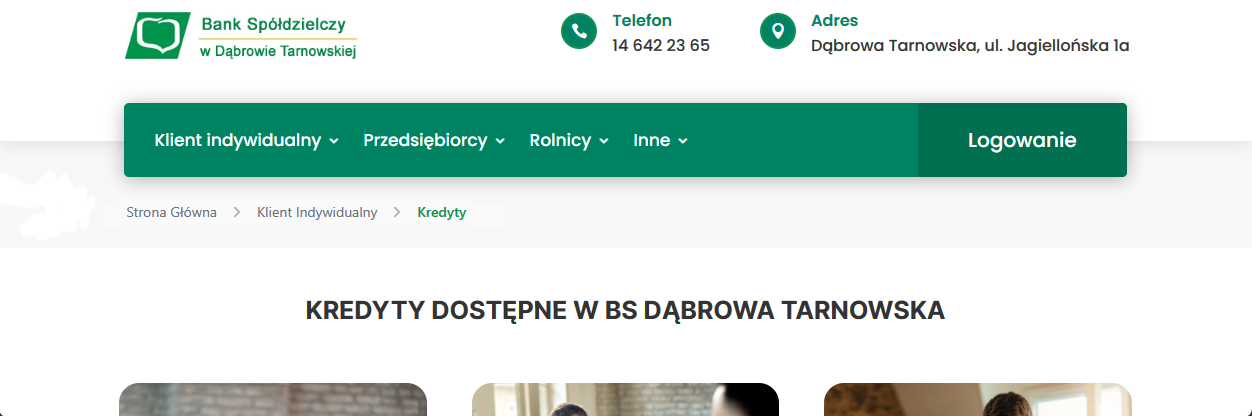 Bank Spółdzielczy
w Dąbrowie Tarnowskiej
Telefon
14 642 23 65
Adres
Dąbrowa Tarnowska, ul. Jagiellońska 1a
Klient indywidualny
Przedsiębiorcy
Rolnicy
Inne
Logowanie
Strona Główna > Klient Indywidualny > Kredyty
KREDYTY DOSTĘPNE W BS DĄBROWA TARNOWSKA